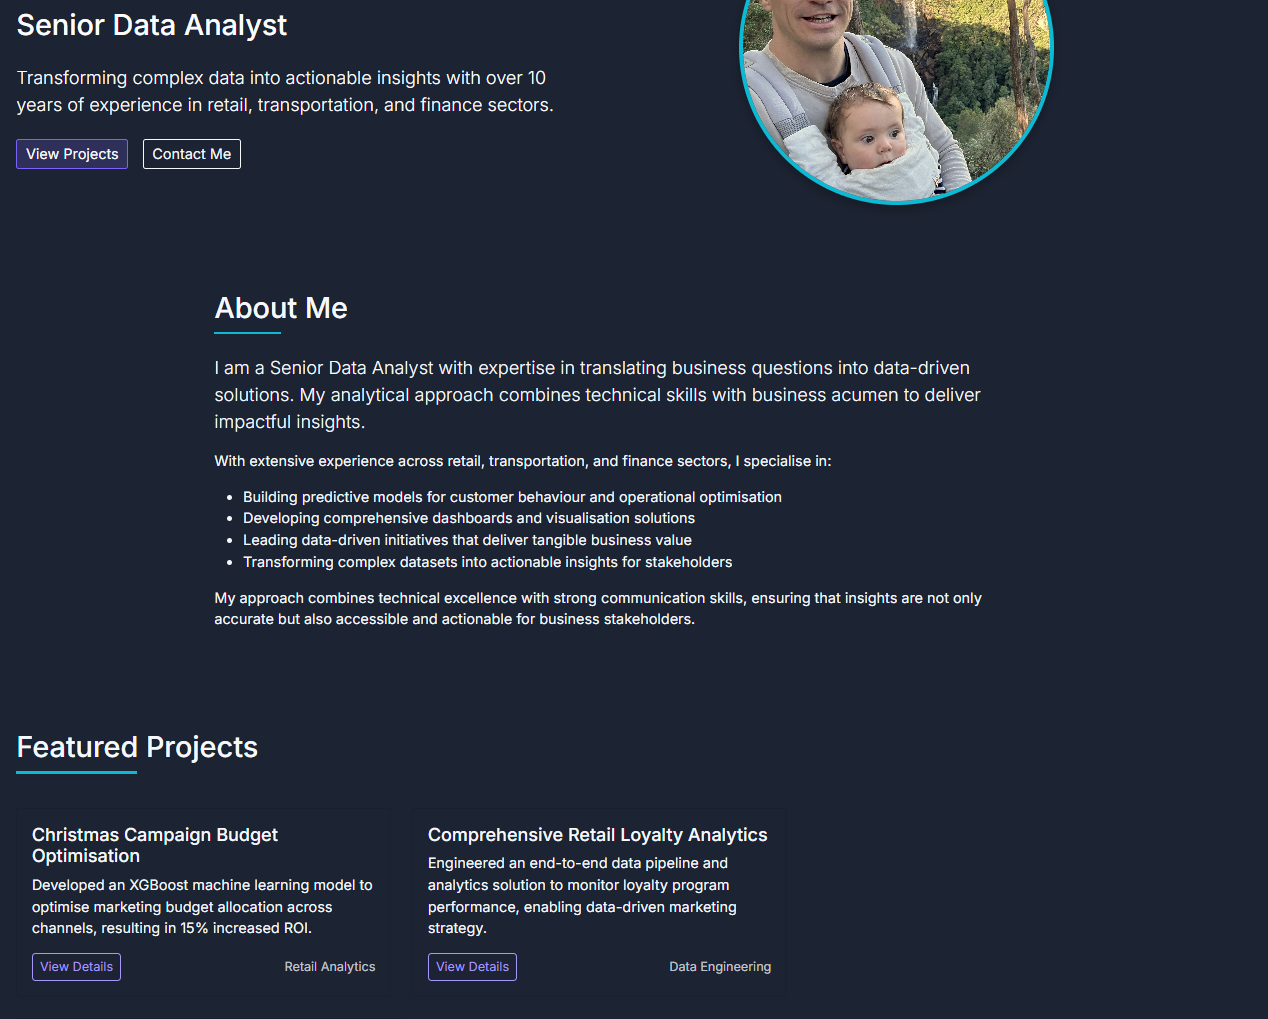 Senior Data Analyst
Transforming complex data into actionable insights with over 10
years of experience in retail, transportation, and finance sectors.
View Projects
Contact Me
About Me
I am a Senior Data Analyst with expertise in translating business questions into data-driven
solutions. My analytical approach combines technical skills with business acumen to deliver
impactful insights.
With extensive experience across retail, transportation, and finance sectors, I specialise in:
• Building predictive models for customer behaviour and operational optimisation
• Developing comprehensive dashboards and visualisation solutions
• Leading data-driven initiatives that deliver tangible business value
• Transforming complex datasets into actionable insights for stakeholders
My approach combines technical excellence with strong communication skills, ensuring that insights are not only
accurate but also accessible and actionable for business stakeholders.
Featured Projects
Christmas Campaign Budget
Optimisation
Developed an XGBoost machine learning model to
optimise marketing budget allocation across
channels, resulting in 15% increased ROI.
View Details
Retail Analytics
Comprehensive Retail Loyalty Analytics
Engineered an end-to-end data pipeline and
analytics solution to monitor loyalty program
performance, enabling data-driven marketing
strategy.
View Details
Data Engineering